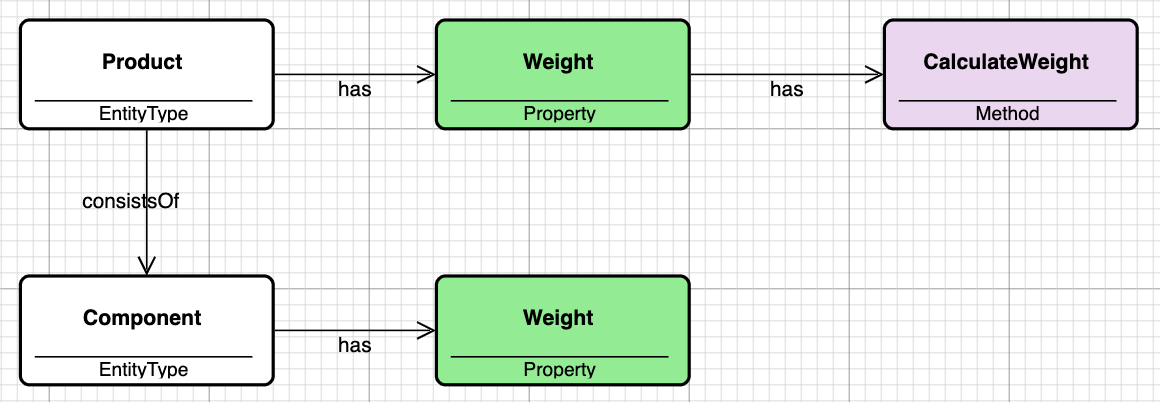 Product
EntityType
has
Weight
Property
has
CalculateWeight
Method
consistsOf
Component
EntityType
has
Weight
Property